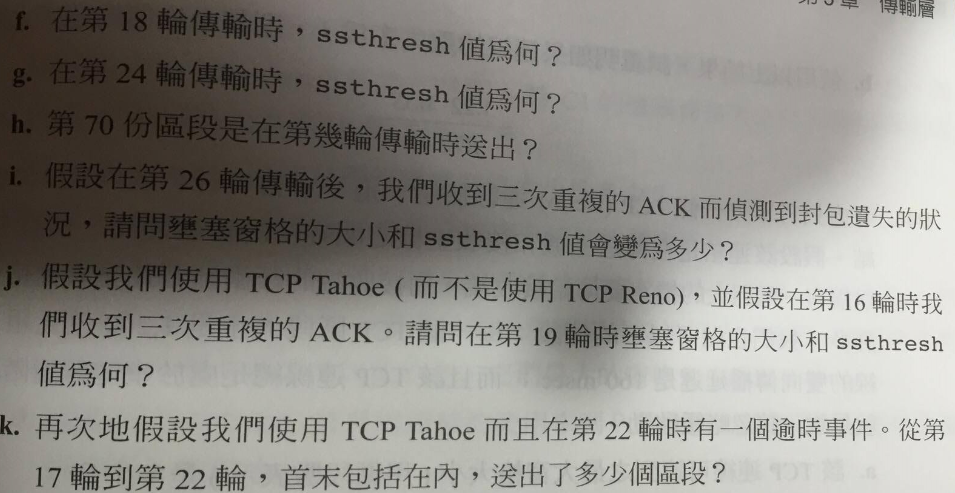 章 傳輸層
f. 在第 18 輪傳輸時，ssthresh 值爲何？
g. 在第 24 輪傳輸時，ssthresh 值爲何？
h. 第 70 份區段是在第幾輪傳輸時送出？
i. 假設在第 26 輪傳輸後，我們收到三次重複的 ACK 而偵測到封包遺失的狀
況，請問壅塞窗格的大小和 ssthresh 值會變爲多少？
j. 假設我們使用 TCP Tahoe ( 而不是使用 TCP Reno)，並假設在第 16 輪時我
們收到三次重複的 ACK。請問在第 19 輪時壅塞窗格的大小和 ssthresh
值爲何？
k. 再次地假設我們使用 TCP Tahoe 而且在第 22 輪時有一個逾時事件。從第
17 輪到第 22 輪，首末包括在內，送出了多少個區段？